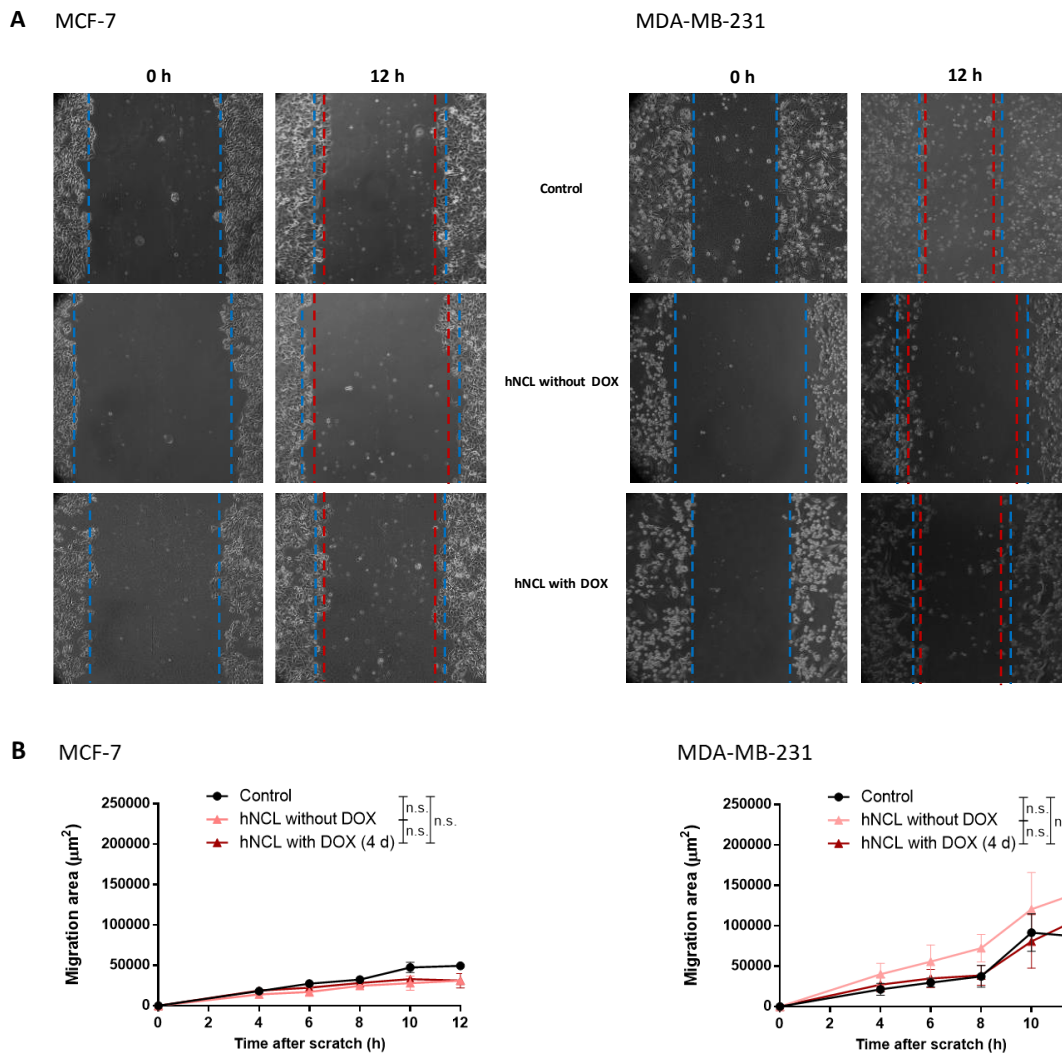 A MCF-7 MDA-MB-231
0 h 12 h 0 h 12 h
Control
hNCL without DOX
hNCL with DOX
B MCF-7 MDA-MB-231
Control
hNCL without DOX
hNCL with DOX (4 d)
n.s.
n.s.
n.s.
Migration area (μm²)
250000
200000
150000
100000
50000
0
0 2 4 6 8 10 12
Time after scratch (h)
Control
hNCL without DOX
hNCL with DOX (4 d)
n.s.
n.s.
Migration area (μm²)
250000
200000
150000
100000
50000
0
0 2 4 6 8 10
Time after scratch (h)